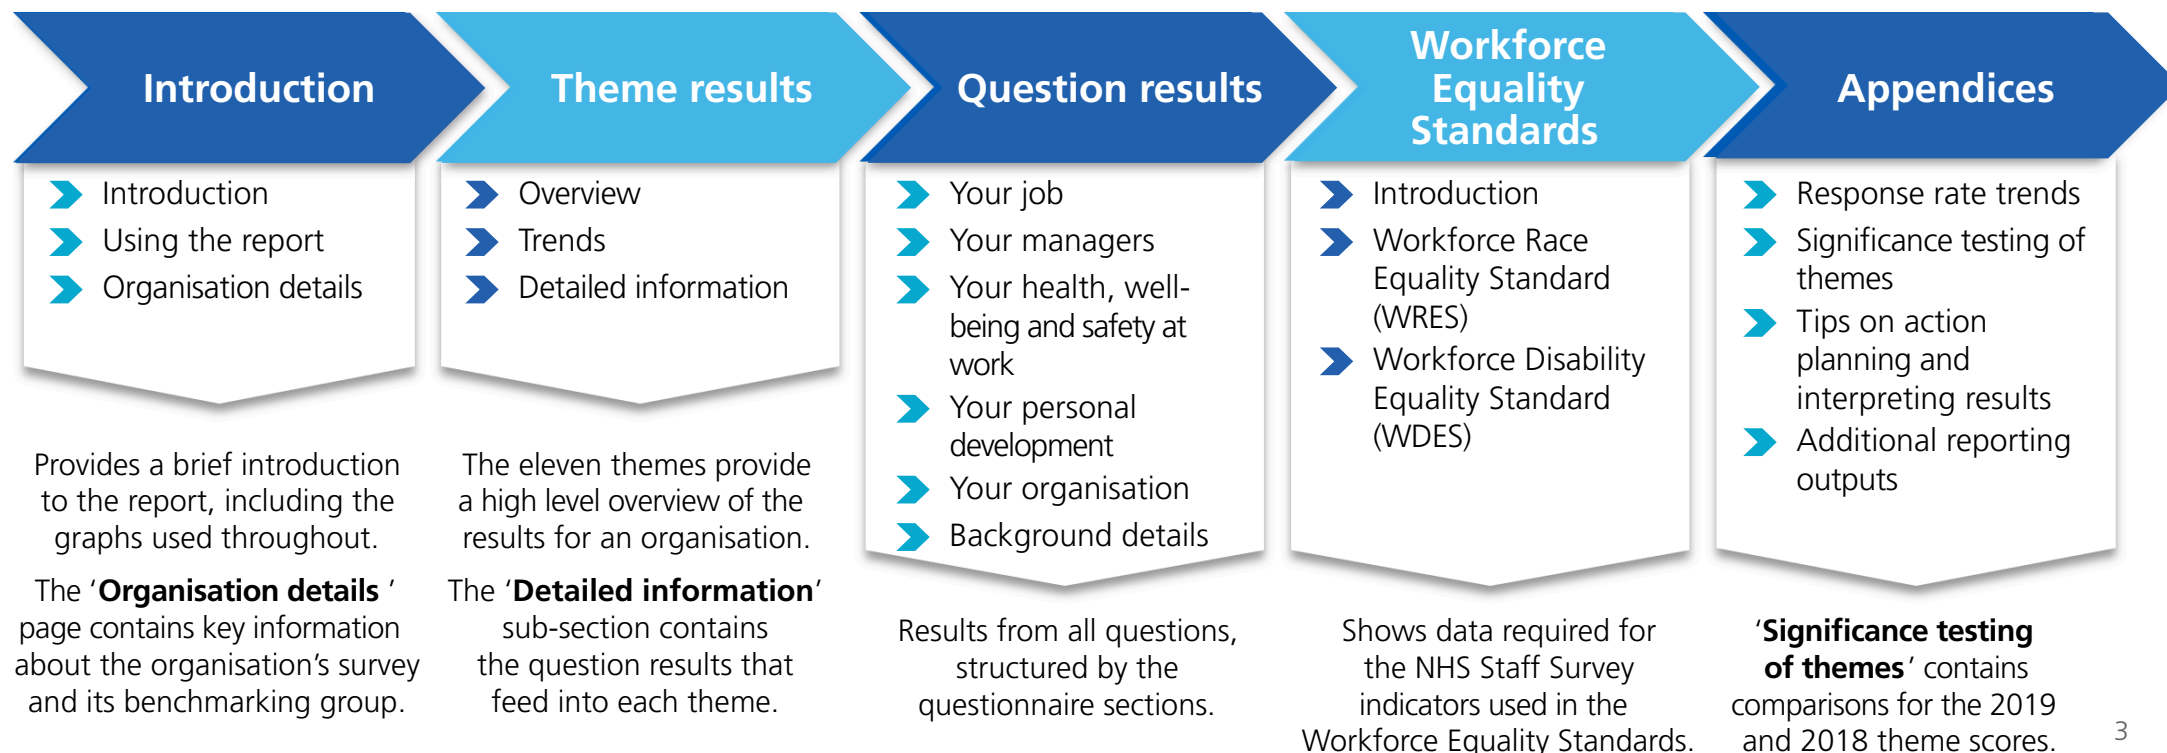 Introduction
Introduction
Using the report
Organisation details
Provides a brief introduction
to the report, including the
graphs used throughout.
The ‘Organisation details ’
page contains key information
about the organisation’s survey
and its benchmarking group.
Theme results
Overview
Trends
Detailed information
The eleven themes provide
a high level overview of the
results for an organisation.
The ‘Detailed information’
sub-section contains
the question results that
feed into each theme.
Question results
Your job
Your managers
Your health, well-
being and safety at
work
Your personal
development
Your organisation
Background details
Results from all questions,
structured by the
questionnaire sections.
Workforce
Equality
Standards
Introduction
Workforce Race
Equality Standard
(WRES)
Workforce Disability
Equality Standard
(WDES)
Shows data required for
the NHS Staff Survey
indicators used in the
Workforce Equality Standards.
Appendices
Response rate trends
Significance testing of
themes
Tips on action
planning and
interpreting results
Additional reporting
outputs
‘Significance testing
of themes’ contains
comparisons for the 2019
and 2018 theme scores.
3